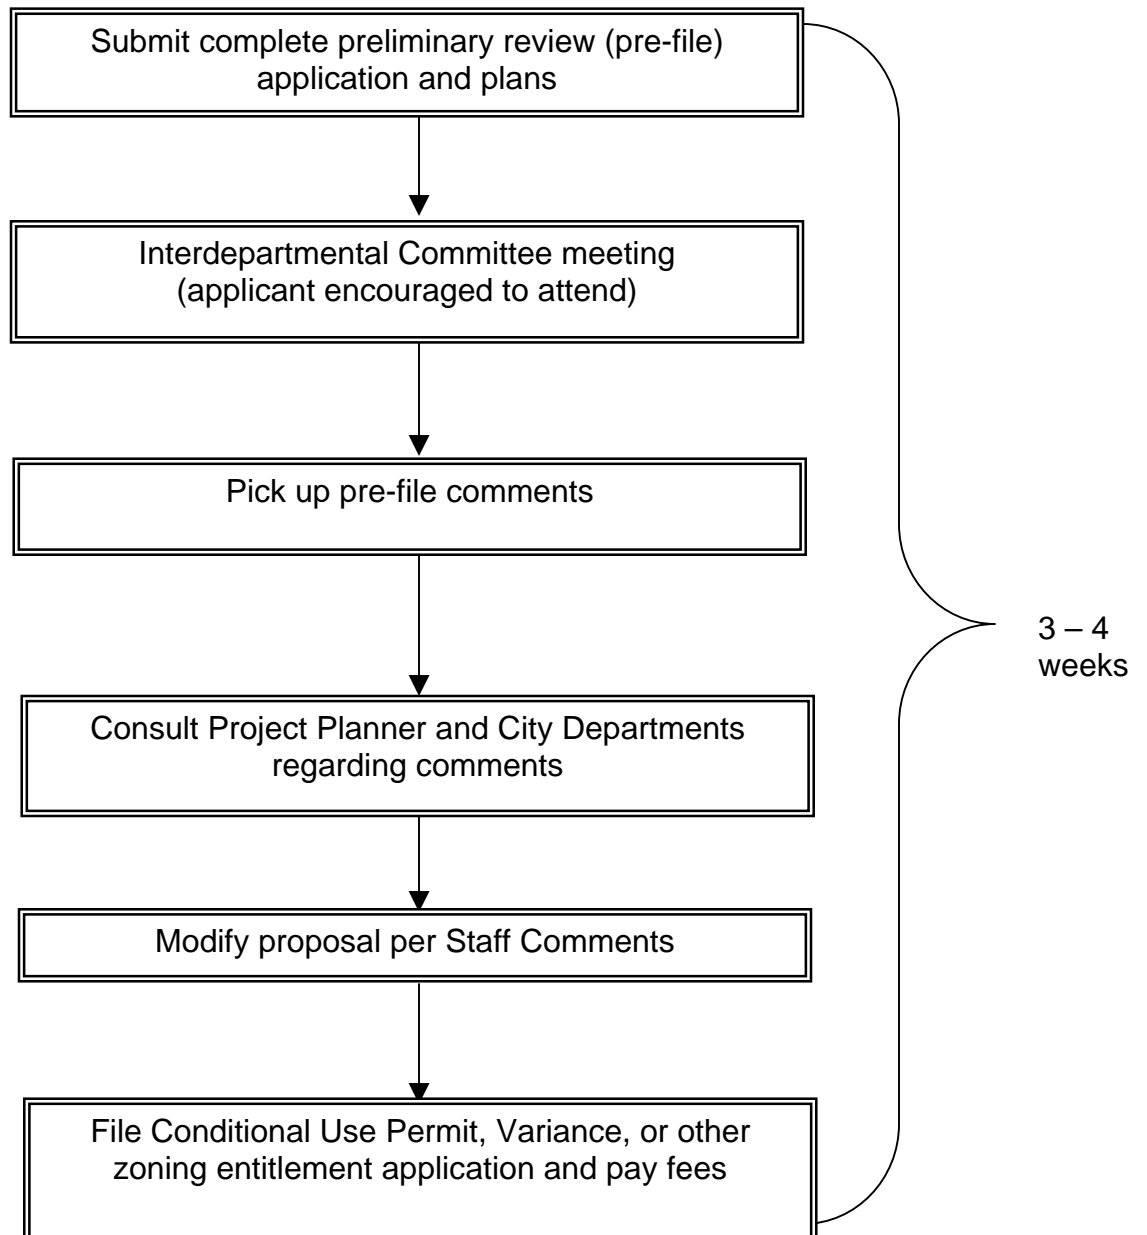 Submit complete preliminary review (pre-file)
application and plans
Interdepartmental Committee meeting
(applicant encouraged to attend)
Pick up pre-file comments
3 – 4
weeks
Consult Project Planner and City Departments
regarding comments
Modify proposal per Staff Comments
File Conditional Use Permit, Variance, or other
zoning entitlement application and pay fees